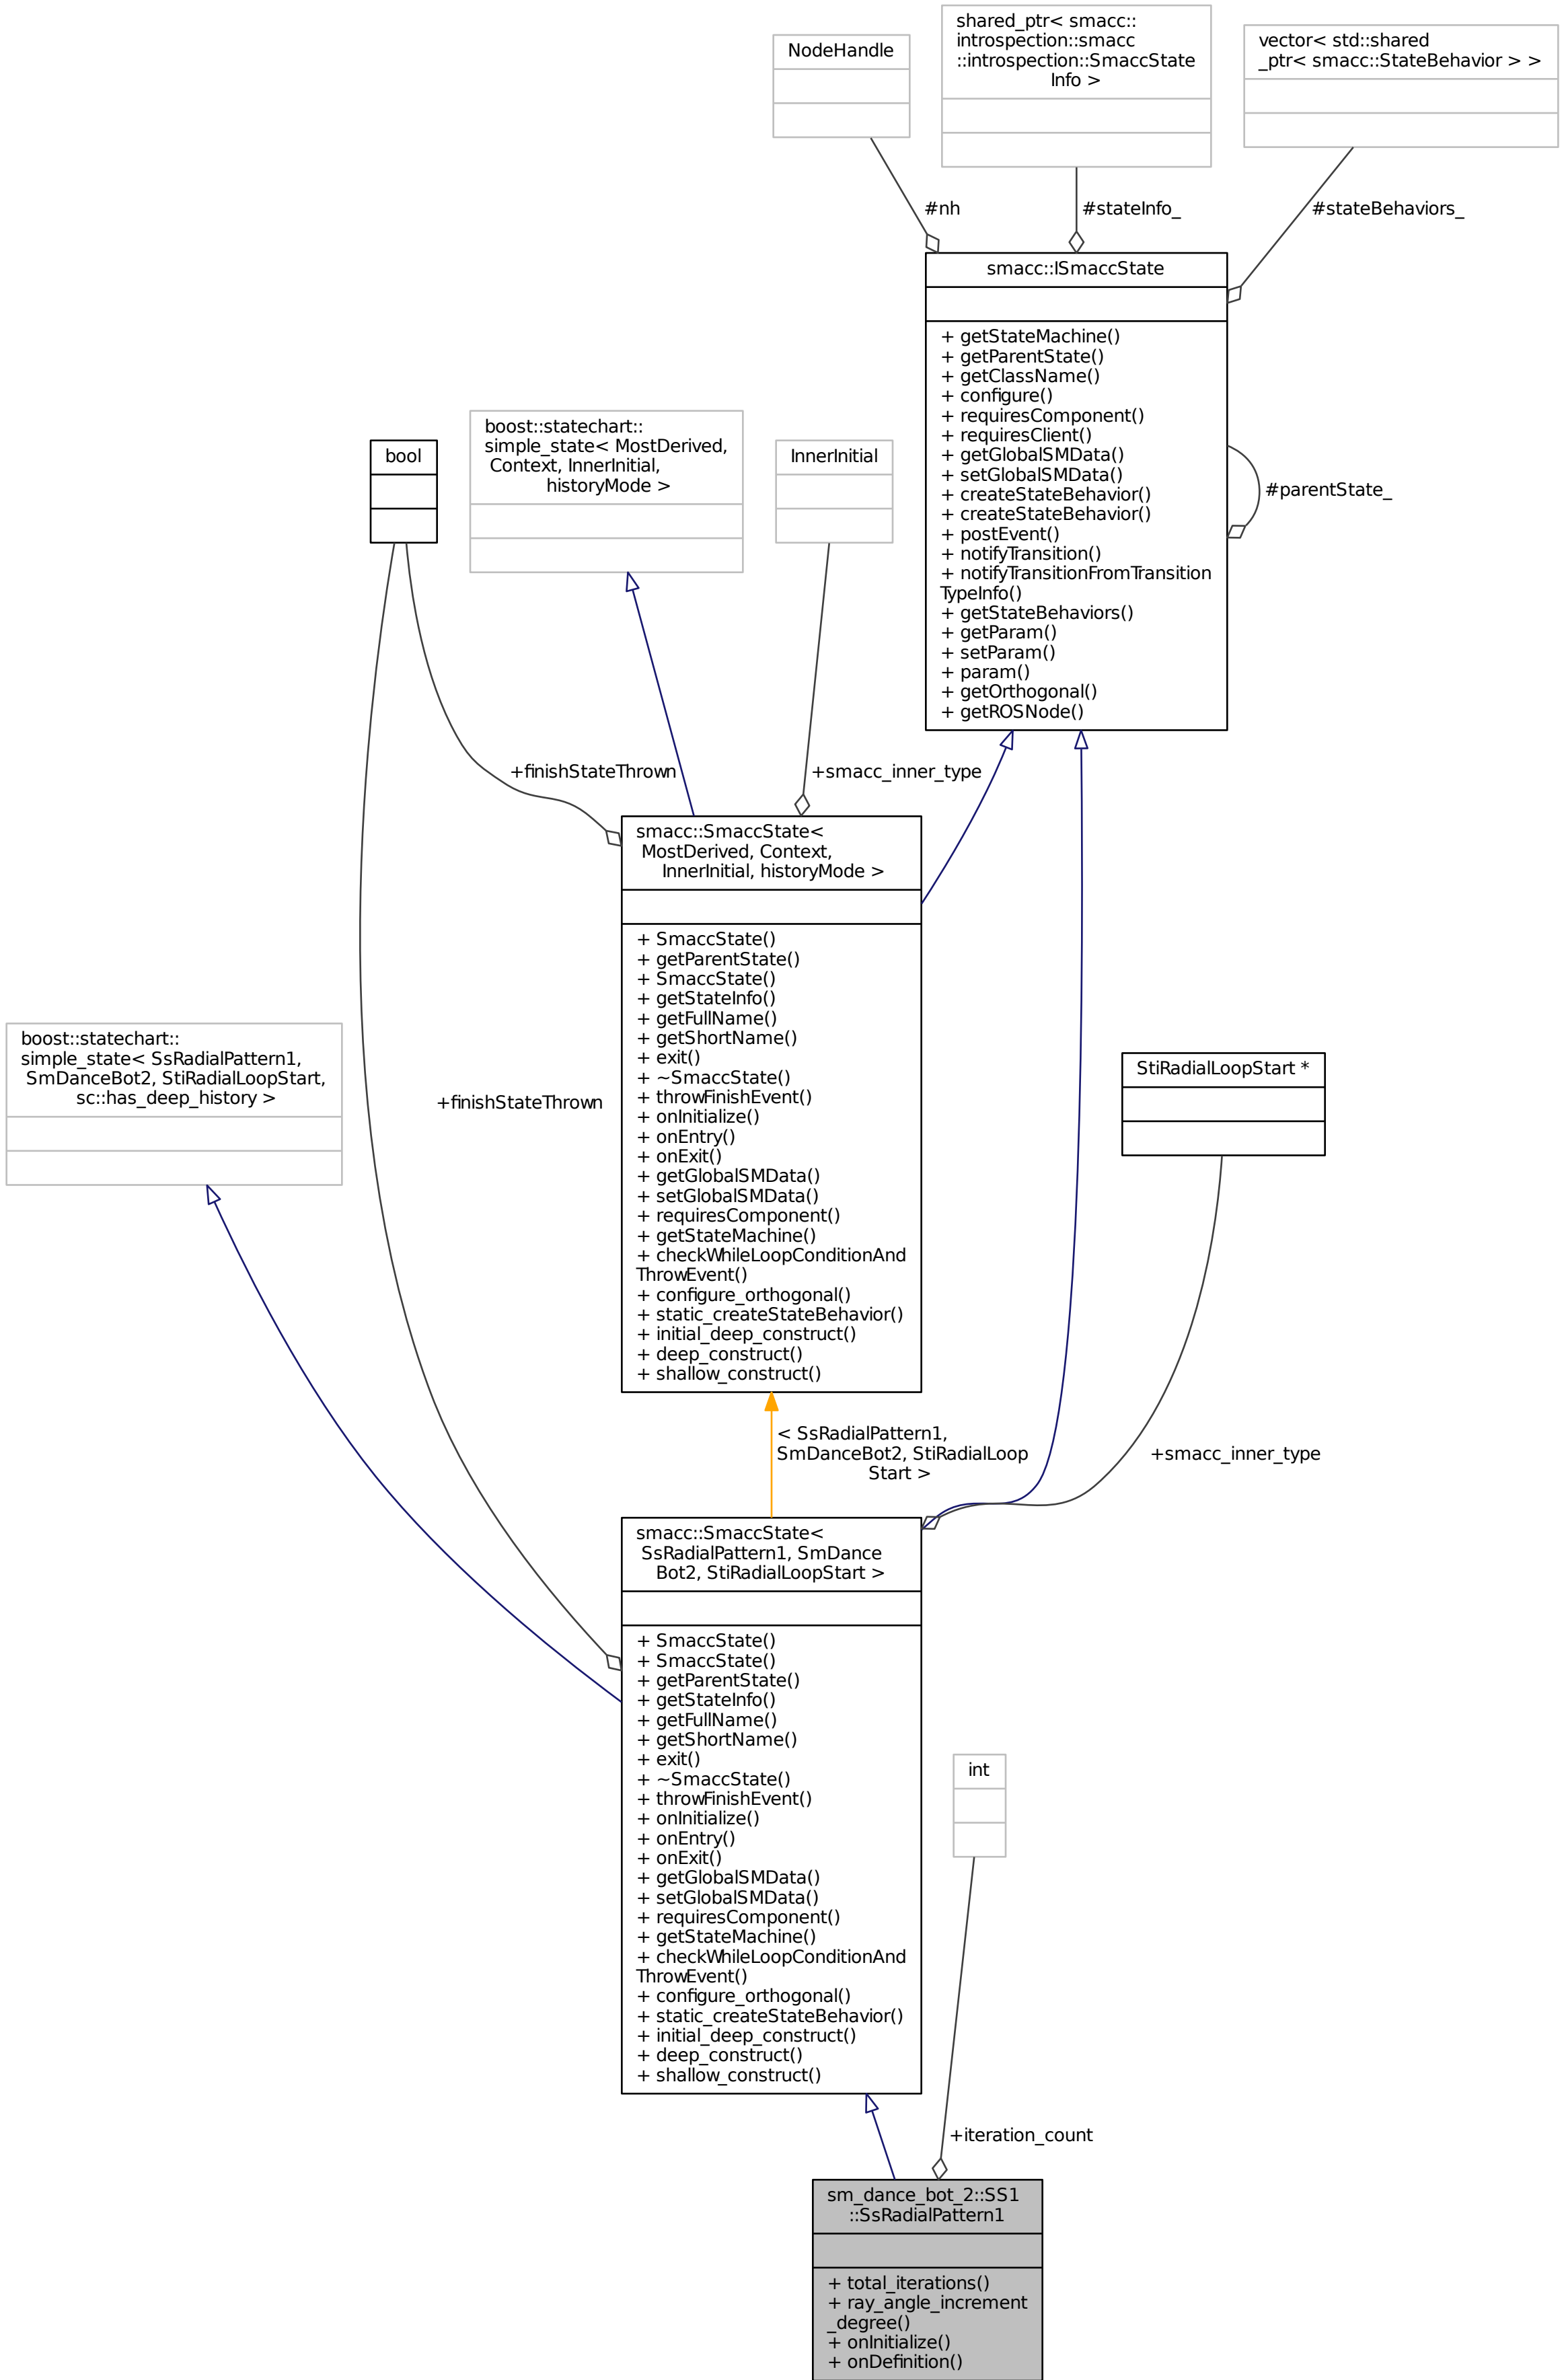 NodeHandle
shared_ptr< smacc::
introspection::smacc
::introspection::SmaccState
Info >
vector< std::shared
_ptr< smacc::StateBehavior > >
#nh
#stateInfo_
#stateBehaviors_
smacc::ISmaccState
+ getStateMachine()
+ getParentState()
+ getClassName()
+ configure()
+ requiresComponent()
+ requiresClient()
+ getGlobalSMData()
+ setGlobalSMData()
+ createStateBehavior()
+ createStateBehavior()
+ postEvent()
+ notifyTransition()
+ notifyTransitionFromTransition
TypeInfo()
+ getStateBehaviors()
+ getParam()
+ setParam()
+ param()
+ getOrthogonal()
+ getROSNode()
#parentState_
bool
boost::statechart::
simple_state< MostDerived,
Context, InnerInitial,
historyMode >
InnerInitial
+finishStateThrown
+smacc_inner_type
smacc::SmaccState<
MostDerived, Context,
InnerInitial, historyMode >
+ SmaccState()
+ getParentState()
+ SmaccState()
+ getStateInfo()
+ getFullName()
+ getShortName()
+ exit()
+ ~SmaccState()
+ throwFinishEvent()
+ onInitialize()
+ onEntry()
+ onExit()
+ getGlobalSMData()
+ setGlobalSMData()
+ requiresComponent()
+ getStateMachine()
+ checkWhileLoopConditionAnd
ThrowEvent()
+ configure_orthogonal()
+ static_createStateBehavior()
+ initial_deep_construct()
+ deep_construct()
+ shallow_construct()
boost::statechart::
simple_state< SsRadialPattern1,
SmDanceBot2, StiRadialLoopStart,
sc::has_deep_history >
+finishStateThrown
StiRadialLoopStart *
< SsRadialPattern1,
SmDanceBot2, StiRadialLoop
Start >
+smacc_inner_type
smacc::SmaccState<
SsRadialPattern1, SmDance
Bot2, StiRadialLoopStart >
+ SmaccState()
+ SmaccState()
+ getParentState()
+ getStateInfo()
+ getFullName()
+ getShortName()
+ exit()
+ ~SmaccState()
+ throwFinishEvent()
+ onInitialize()
+ onEntry()
+ onExit()
+ getGlobalSMData()
+ setGlobalSMData()
+ requiresComponent()
+ getStateMachine()
+ checkWhileLoopConditionAnd
ThrowEvent()
+ configure_orthogonal()
+ static_createStateBehavior()
+ initial_deep_construct()
+ deep_construct()
+ shallow_construct()
int
+iteration_count
sm_dance_bot_2::SS1
::SsRadialPattern1
+ total_iterations()
+ ray_angle_increment
_degree()
+ onInitialize()
+ onDefinition()